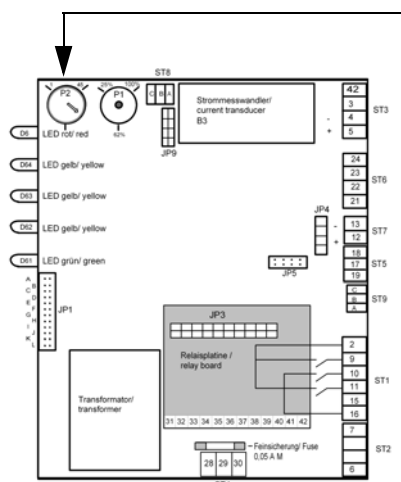 ST8
1 45
P2
25% 100%
P1
62%
C B A
Strommesswandler/
current transducer
B3
-
+
42
3
4
5
ST3
D6 LED rot/ red
JP9
D64 LED gelb/ yellow
D63 LED gelb/ yellow
D62 LED gelb/ yellow
D61 LED grün/ green
24
23
22
21
ST6
JP4
-
+
13
12
ST7
18
17
19
ST5
JP5
C
B
A
ST9
A
B
C
D
E
F
G
H
I
J
K
L
JP1
JP3
Relaisplatine /
relay board
31 32 33 34 35 36 37 38 39 40 41 42
2
9
10
11
15
16
ST1
Transformator/
transformer
7
6
ST2
Feinsicherung/ Fuse
0,05 A M
28 29 30